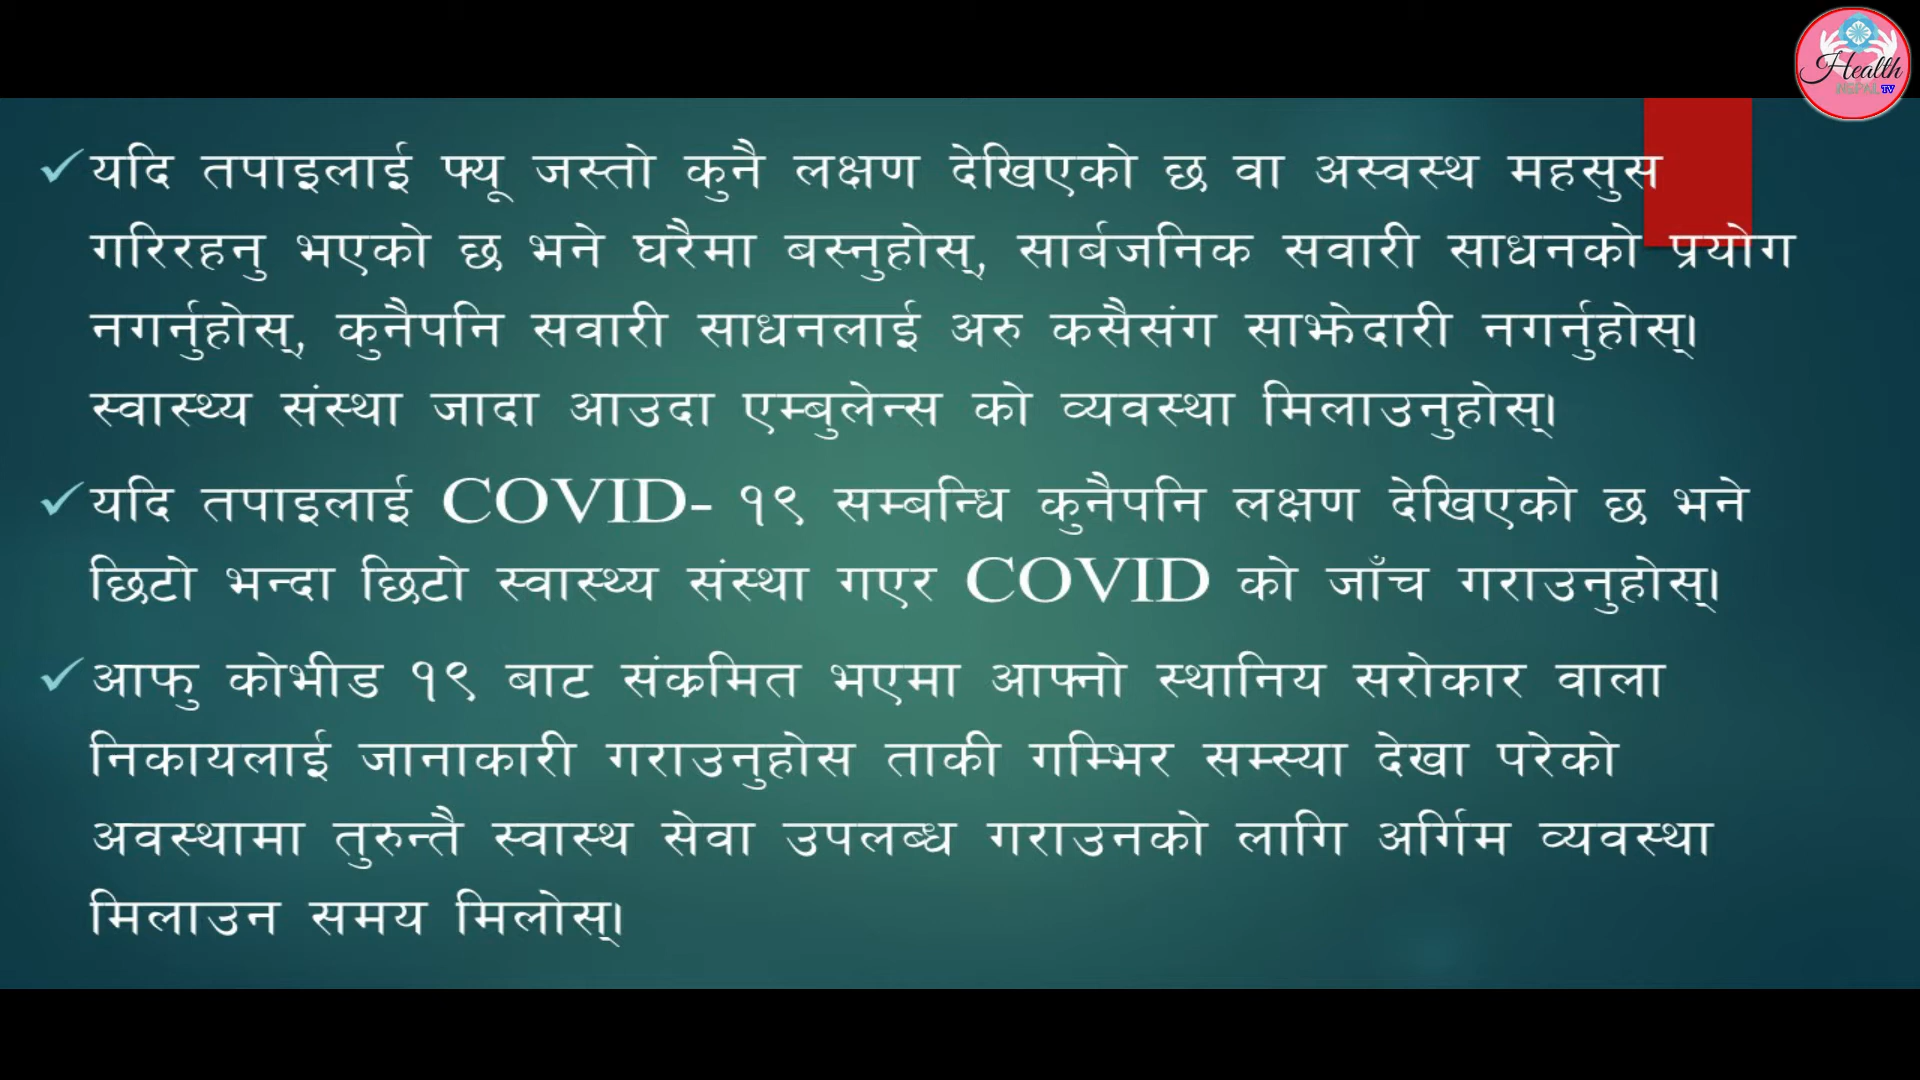 Health
NEPAL TV
यदि तपाइलाई फ्यू जस्तो कुनै लक्षण देखिएको छ वा अस्वस्थ महसुस
गरिरहनु भएको छ भने घरैमा बस्नुहोस्, सार्बजनिक सवारी साधनको प्रयोग
नगर्नुहोस्, कुनैपनि सवारी साधनलाई अरु कसैसंग साझेदारी नगर्नुहोस्।
स्वास्थ्य संस्था जादा आउदा एम्बुलेन्स को व्यवस्था मिलाउनुहोस्।
यदि तपाइलाई COVID- १९ सम्बन्धि कुनैपनि लक्षण देखिएको छ भने
छिटो भन्दा छिटो स्वास्थ्य संस्था गएर COVID को जाँच गराउनुहोस्।
आफु कोभीड १९ बाट संक्रमित भएमा आफ्नो स्थानिय सरोकार वाला
निकायलाई जानाकारी गराउनुहोस ताकी गम्भिर सम्स्या देखा परेको
अवस्थामा तुरुन्तै स्वास्थ सेवा उपलब्ध गराउनको लागि अर्गिम व्यवस्था
मिलाउन समय मिलोस्।